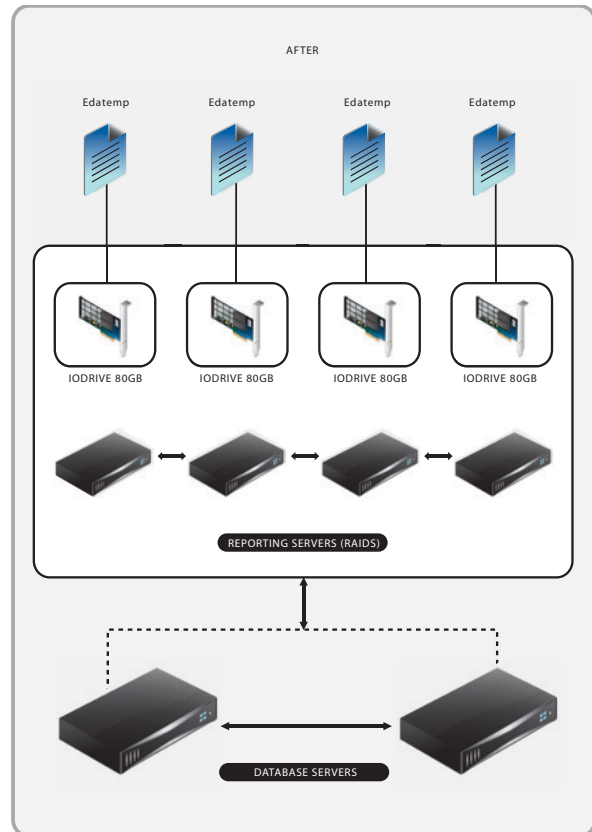 AFTER
Edatemp Edatemp Edatemp Edatemp
IODRIVE 80GB IODRIVE 80GB IODRIVE 80GB IODRIVE 80GB
REPORTING SERVERS (RAIDS)
DATABASE SERVERS